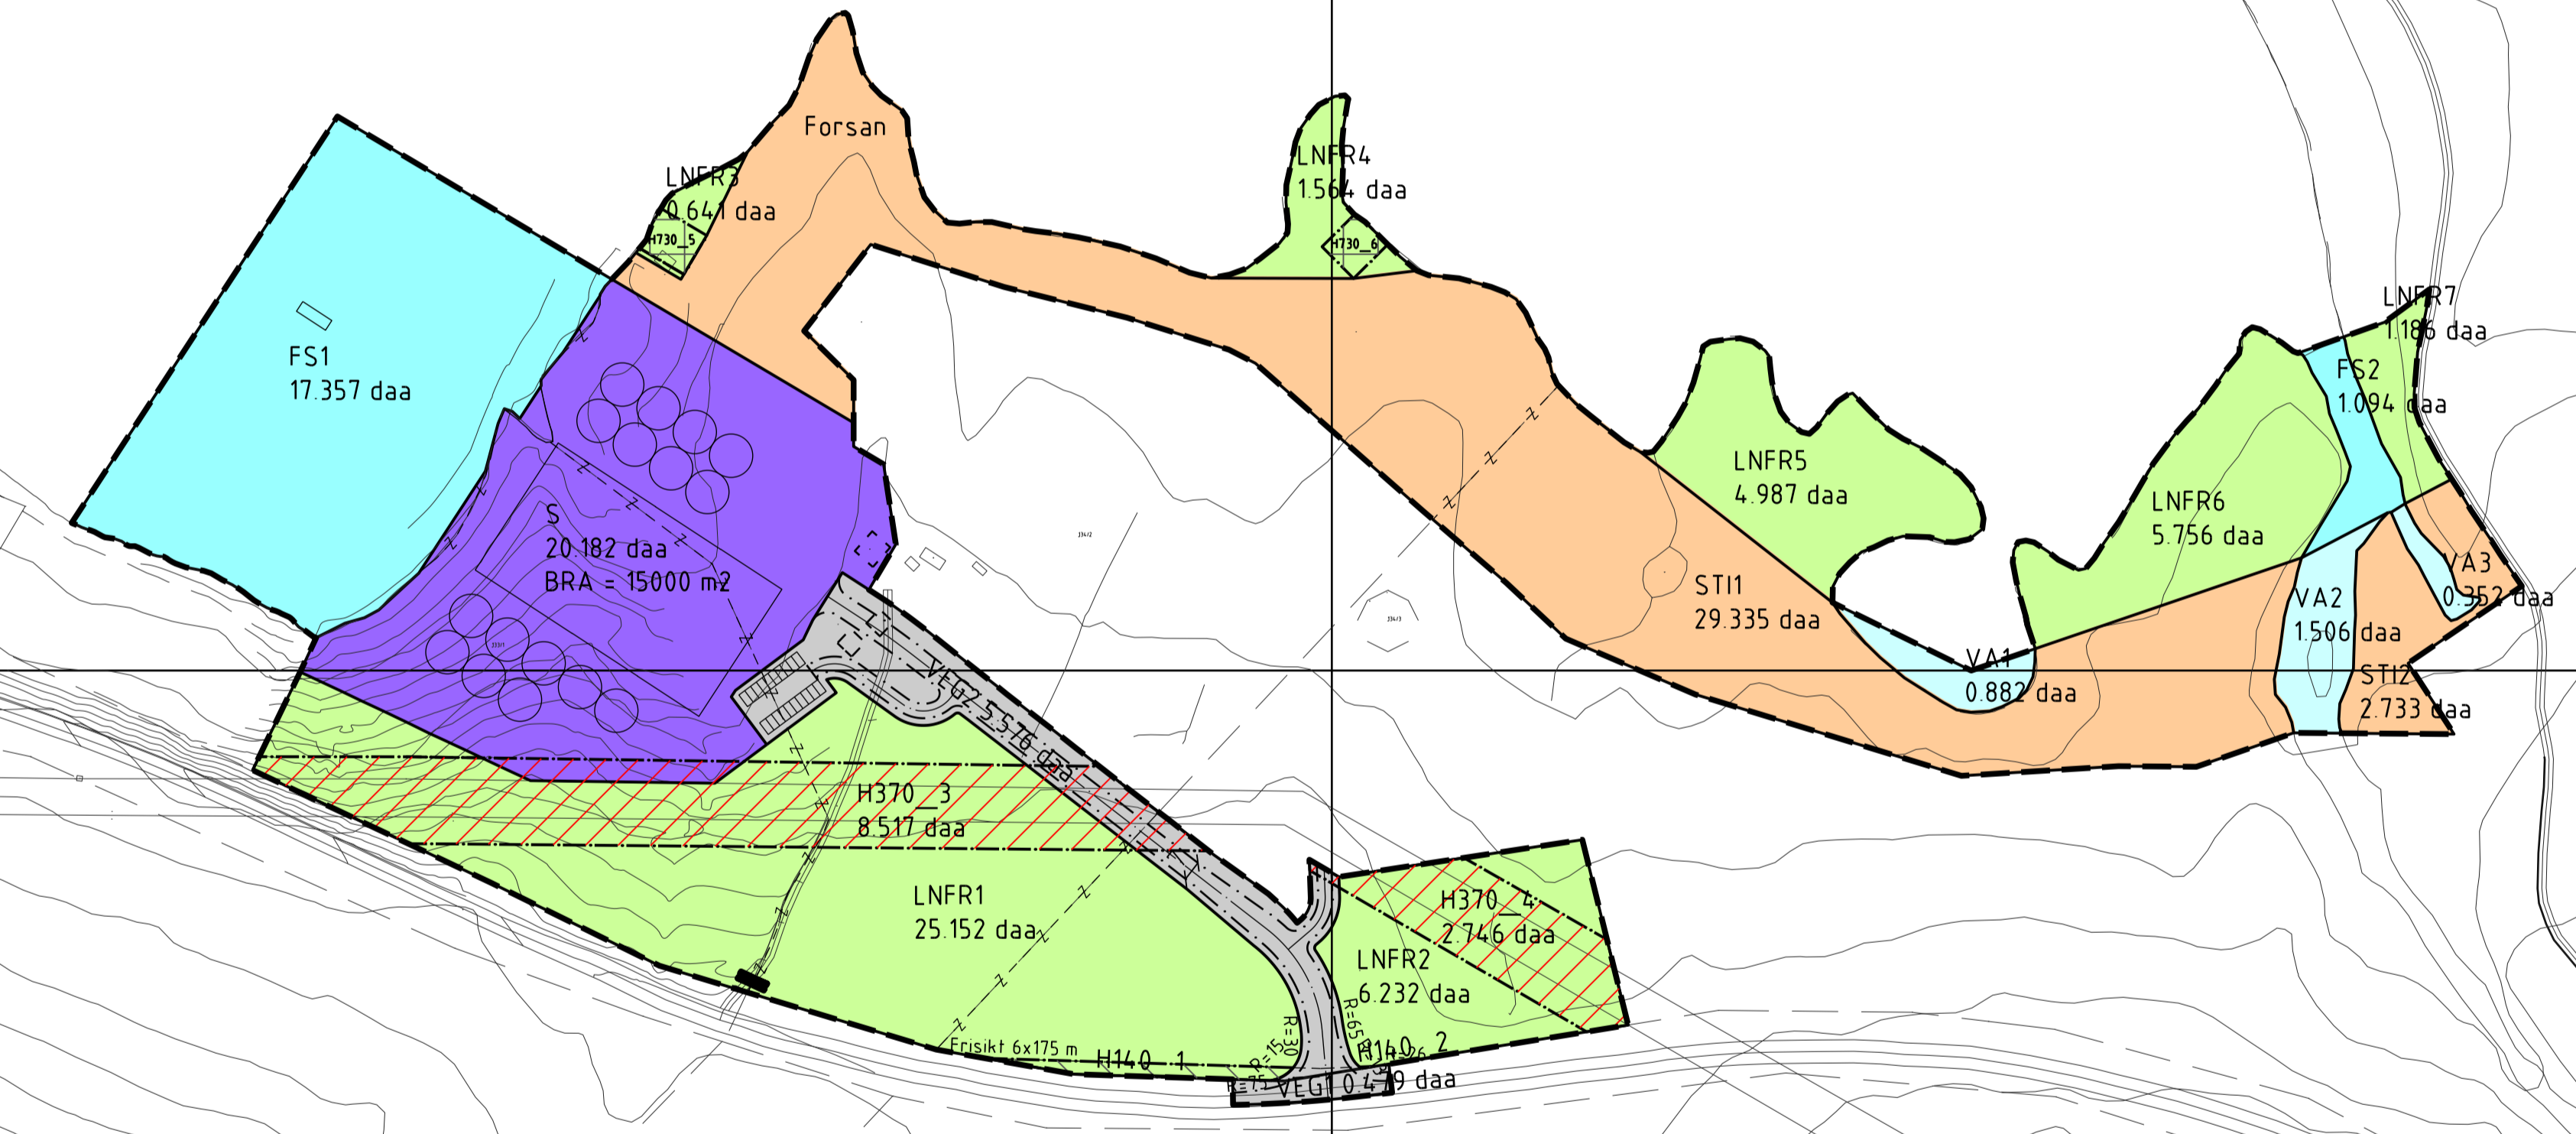 Forsan
LNFR3
0.641 daa
H730_5
LNFR4
1.564 daa
H730_6
FS1
17.357 daa
LNFR7
1.186 daa
FS2
1.094 daa
LNFR5
4.987 daa
LNFR6
5.756 daa
S
20.182 daa
BRA = 15000 m2
VA3
0.352 daa
STI1
29.335 daa
VA2
1.506 daa
VA1
0.882 daa
STI2
2.733 daa
VEG2 5.576 daa
H370_3
8.517 daa
LNFR1
25.152 daa
H370_4
2.746 daa
LNFR2
6.232 daa
R=30
R=65
R=15
Frisikt 6x175 m
H140_1
H140_2
R=75
VEG1 0.479 daa